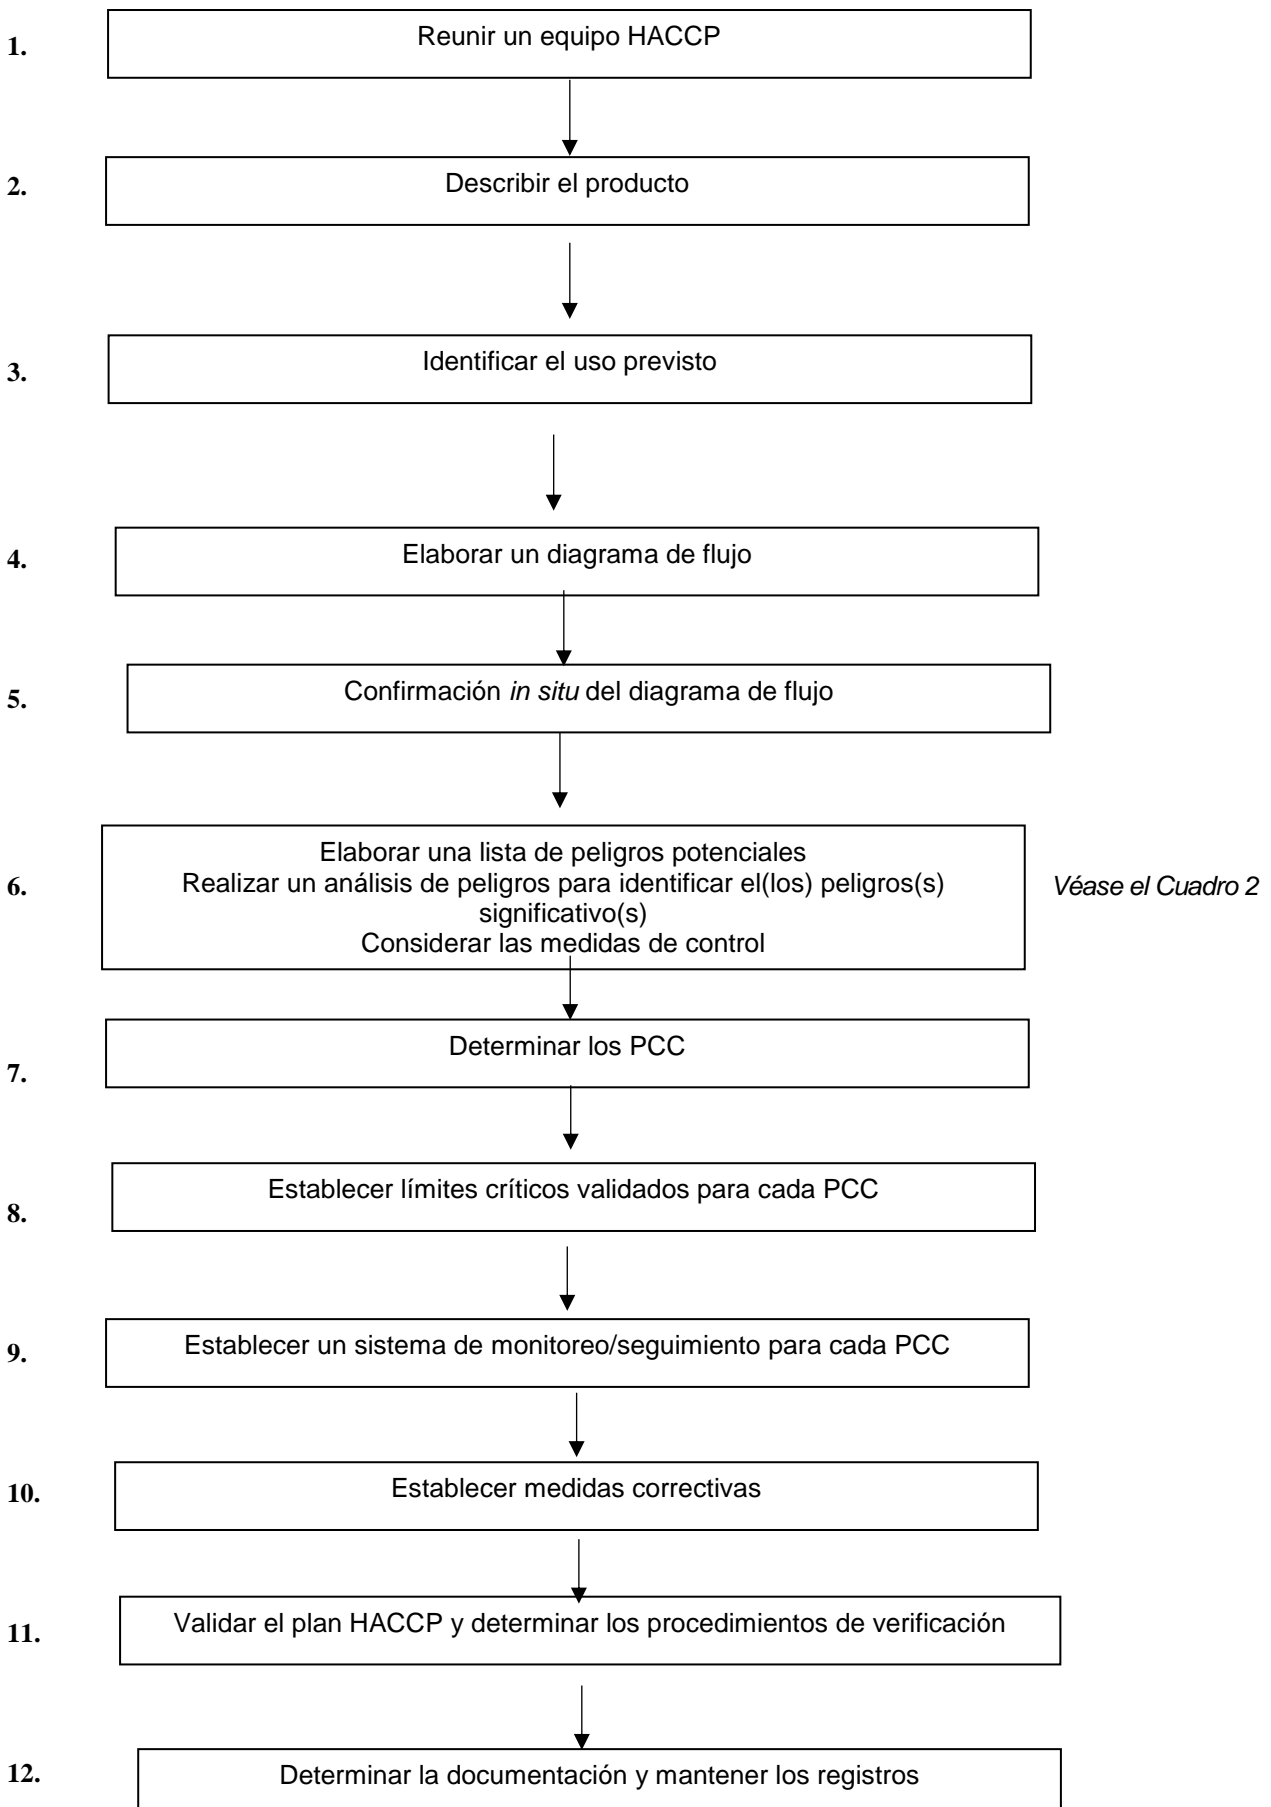 1. Reunir un equipo HACCP
2. Describir el producto
3. Identificar el uso previsto
4. Elaborar un diagrama de flujo
5. Confirmación in situ del diagrama de flujo
Elaborar una lista de peligros potenciales
6. Realizar un análisis de peligros para identificar el(los) peligros(s) Véase el Cuadro 2
significativo(s)
Considerar las medidas de control
7. Determinar los PCC
8. Establecer límites críticos validados para cada PCC
9. Establecer un sistema de monitoreo/seguimiento para cada PCC
10. Establecer medidas correctivas
11. Validar el plan HACCP y determinar los procedimientos de verificación
12. Determinar la documentación y mantener los registros